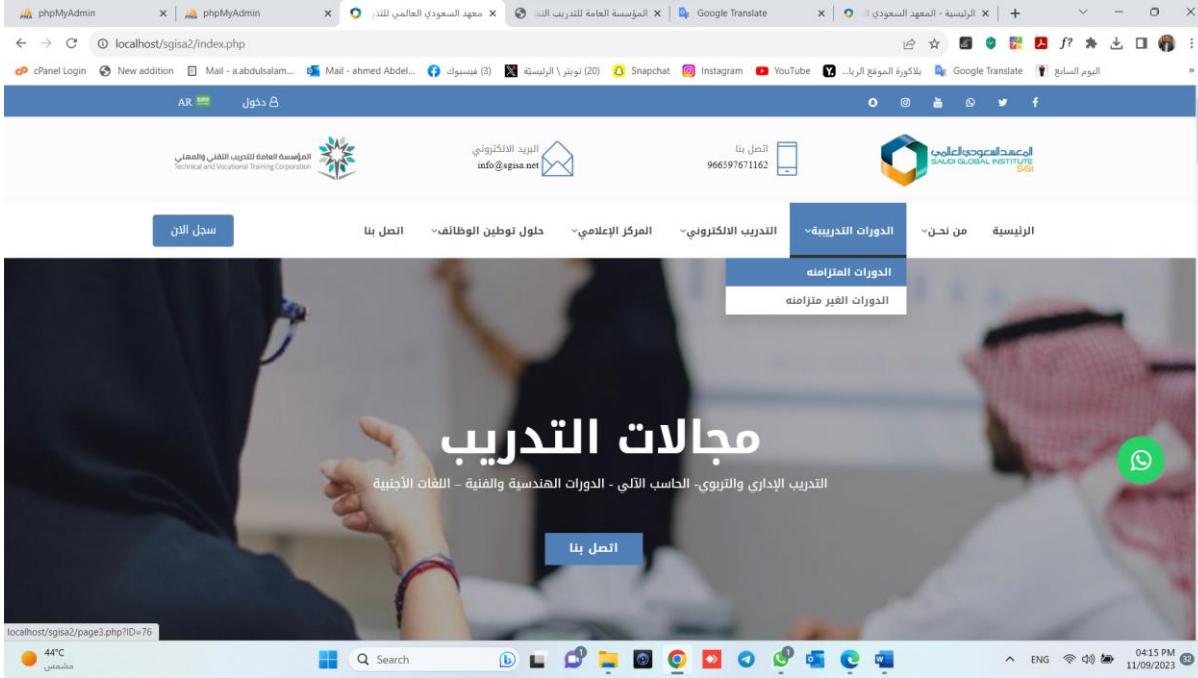 phpMyAdmin
phpMyAdmin
معهد السعودي العالمي للتدر
المؤسسة العامة للتدريب التق
Google Translate
الرئيسية - المعهد السعودي ال
localhost/sgisa2/index.php
cPanel Login
New addition
Mail - a.abdulsalam...
Mail - ahmed Abdel...
(3) فيسبوك
(20) تويتر \ الرئيسيّة
Snapchat
Instagram
YouTube
بلاكورة الموقع الريا...
Google Translate
اليوم السابع
AR
دخول
المؤسسة العامة للتدريب التقني والمهني
Technical and Vocational Training Corporation
البريد الالكتروني
info@sgisa.net
اتصل بنا
966597671162
المعهد السعودي العالمي
SAUDI GLOBAL INSTITUTE
SGI
الرئيسية
من نحـن
الدورات التدريبية
التدريب الالكتروني
المركز الإعلامي
حلول توطين الوظائف
اتصل بنا
سجل الان
الدورات المتزامنه
الدورات الغير متزامنه
مجالات التدريب
التدريب الإداري والتربوي- الحاسب الآلي - الدورات الهندسية والفنية – اللغات الأجنبية
اتصل بنا
localhost/sgisa2/page3.php?ID=76
44°C
مشمس
Search
1
1
ENG
04:15 PM
11/09/2023
32